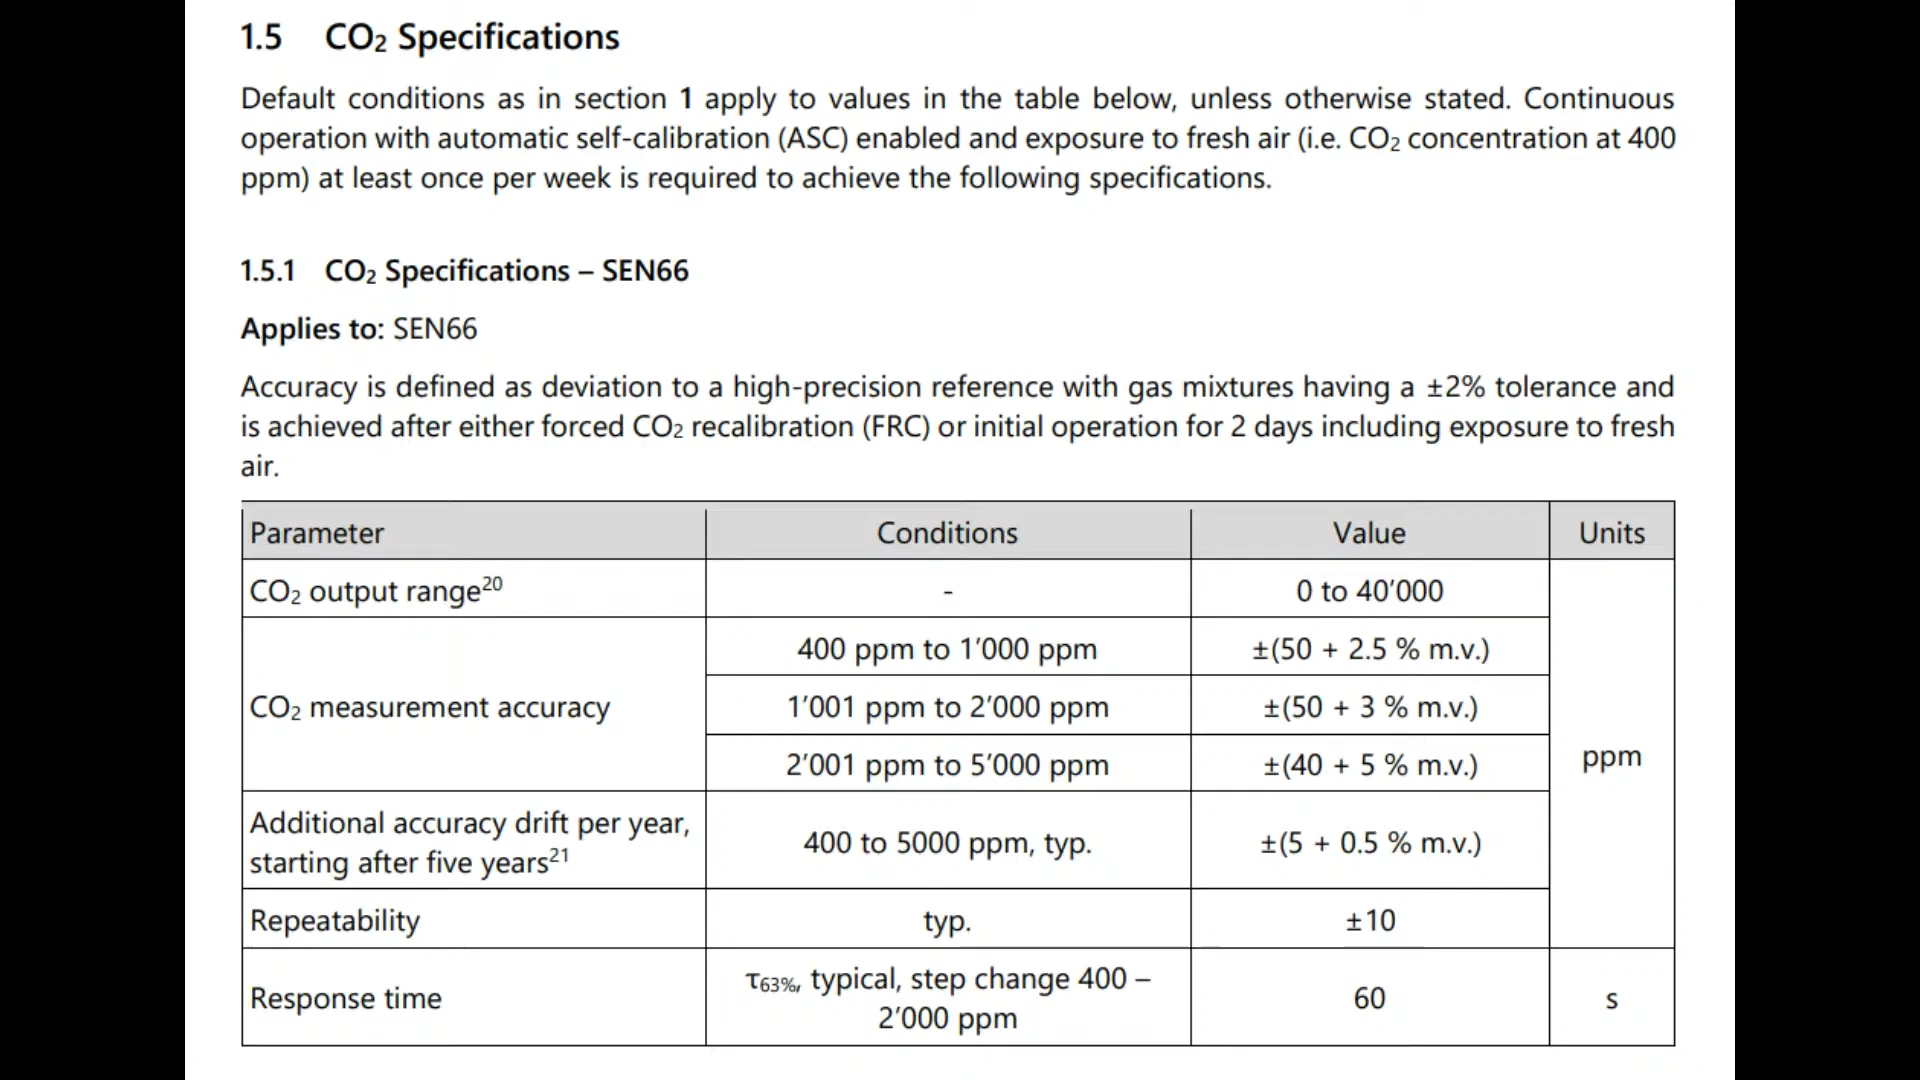 1.5 CO₂ Specifications
Default conditions as in section 1 apply to values in the table below, unless otherwise stated. Continuous
operation with automatic self-calibration (ASC) enabled and exposure to fresh air (i.e. CO₂ concentration at 400
ppm) at least once per week is required to achieve the following specifications.
1.5.1 CO₂ Specifications – SEN66
Applies to: SEN66
Accuracy is defined as deviation to a high-precision reference with gas mixtures having a ±2% tolerance and
is achieved after either forced CO₂ recalibration (FRC) or initial operation for 2 days including exposure to fresh
air.
Parameter Conditions Value Units
CO₂ output range²⁰ - 0 to 40’000
400 ppm to 1’000 ppm ±(50 + 2.5 % m.v.)
CO₂ measurement accuracy 1’001 ppm to 2’000 ppm ±(50 + 3 % m.v.)
2’001 ppm to 5’000 ppm ±(40 + 5 % m.v.)
ppm
Additional accuracy drift per year,
starting after five years²¹ 400 to 5000 ppm, typ. ±(5 + 0.5 % m.v.)
Repeatability typ. ±10
Response time τ63%, typical, step change 400 –
2’000 ppm 60 s